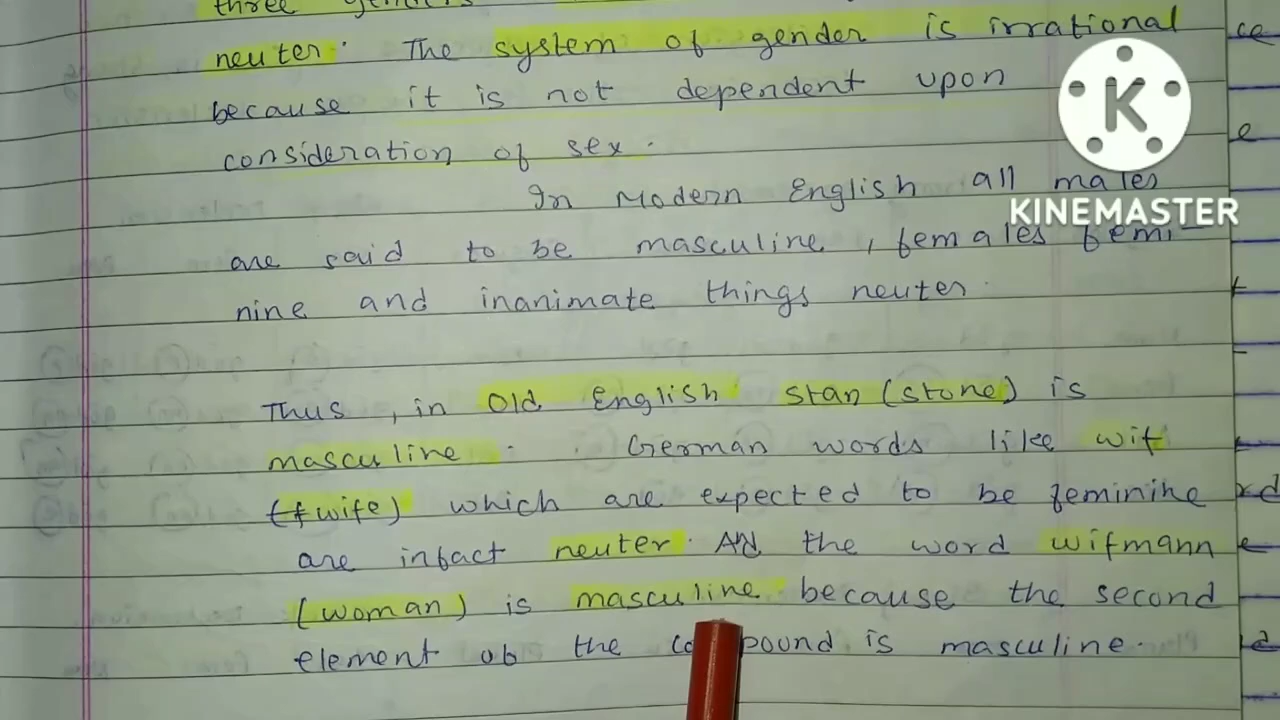 three
neuter. The system of gender is irrational
because it is not dependent upon
consideration of sex.
In Modern English all males
are said to be masculine, females femi-
nine and inanimate things neuter.
Thus, in Old English stan (stone) is
masculine. German words like wif
(wife) which are expected to be feminine
are infact neuter. And the word wifmann
(woman) is masculine because the second
element of the pound is masculine.
K
KINEMASTER
ce
e